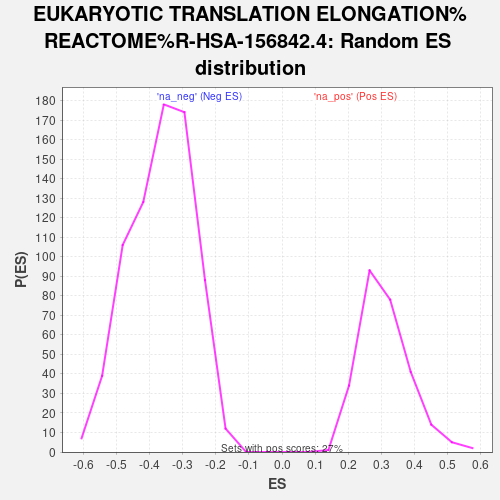 EUKARYOTIC TRANSLATION ELONGATION%
REACTOME%R-HSA-156842.4: Random ES
distribution
'na_neg' (Neg ES) 'na_pos' (Pos ES)
180
170
160
150
140
130
120
110
100
90
80
70
60
50
40
30
20
10
0
P(ES)
Sets with pos scores: 27%
-0.6 -0.5 -0.4 -0.3 -0.2 -0.1 0.0 0.1 0.2 0.3 0.4 0.5 0.6
ES